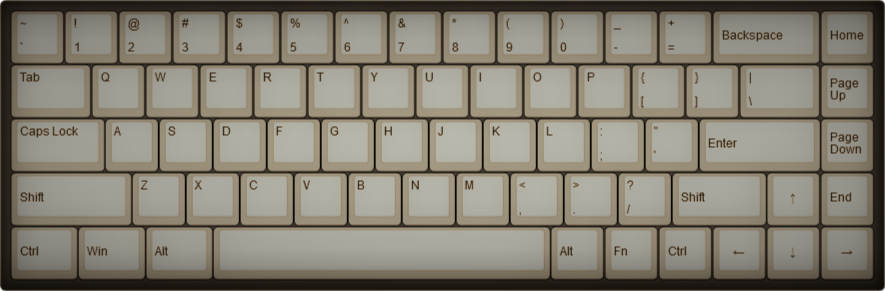 ~ ! @ # $ % ^ & * ( ) _ +
` 1 2 3 4 5 6 7 8 9 0 - = Backspace Home
Tab Q W E R T Y U I O P { } | Page Up
[ ] \
Caps Lock A S D F G H J K L : " Enter Page Down
; '
Shift Z X C V B N M < > ? Shift ↑ End
, . /
Ctrl Win Alt Alt Fn Ctrl ← ↓ →